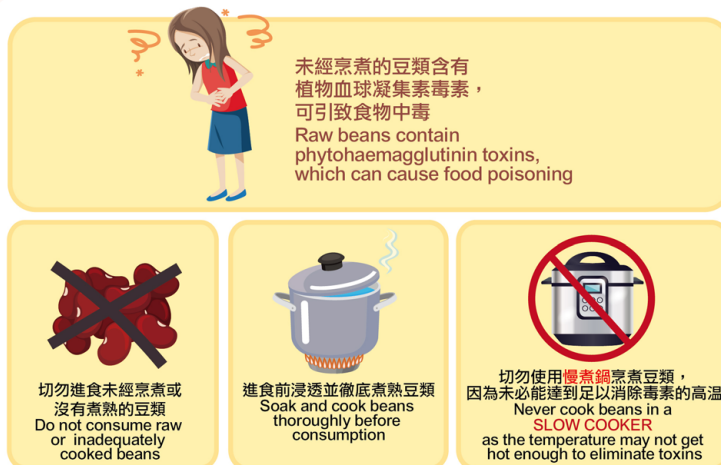 未經烹煮的豆類含有
植物血球凝集素毒素，
可引致食物中毒
Raw beans contain
phytohaemagglutinin toxins,
which can cause food poisoning
切勿進食未經烹煮或
沒有煮熟的豆類
Do not consume raw
or inadequately
cooked beans
進食前浸透並徹底煮熟豆類
Soak and cook beans
thoroughly before
consumption
切勿使用慢煮鍋烹煮豆類，
因為未必能達到足以消除毒素的高温
Never cook beans in a
SLOW COOKER
as the temperature may not get
hot enough to eliminate toxins